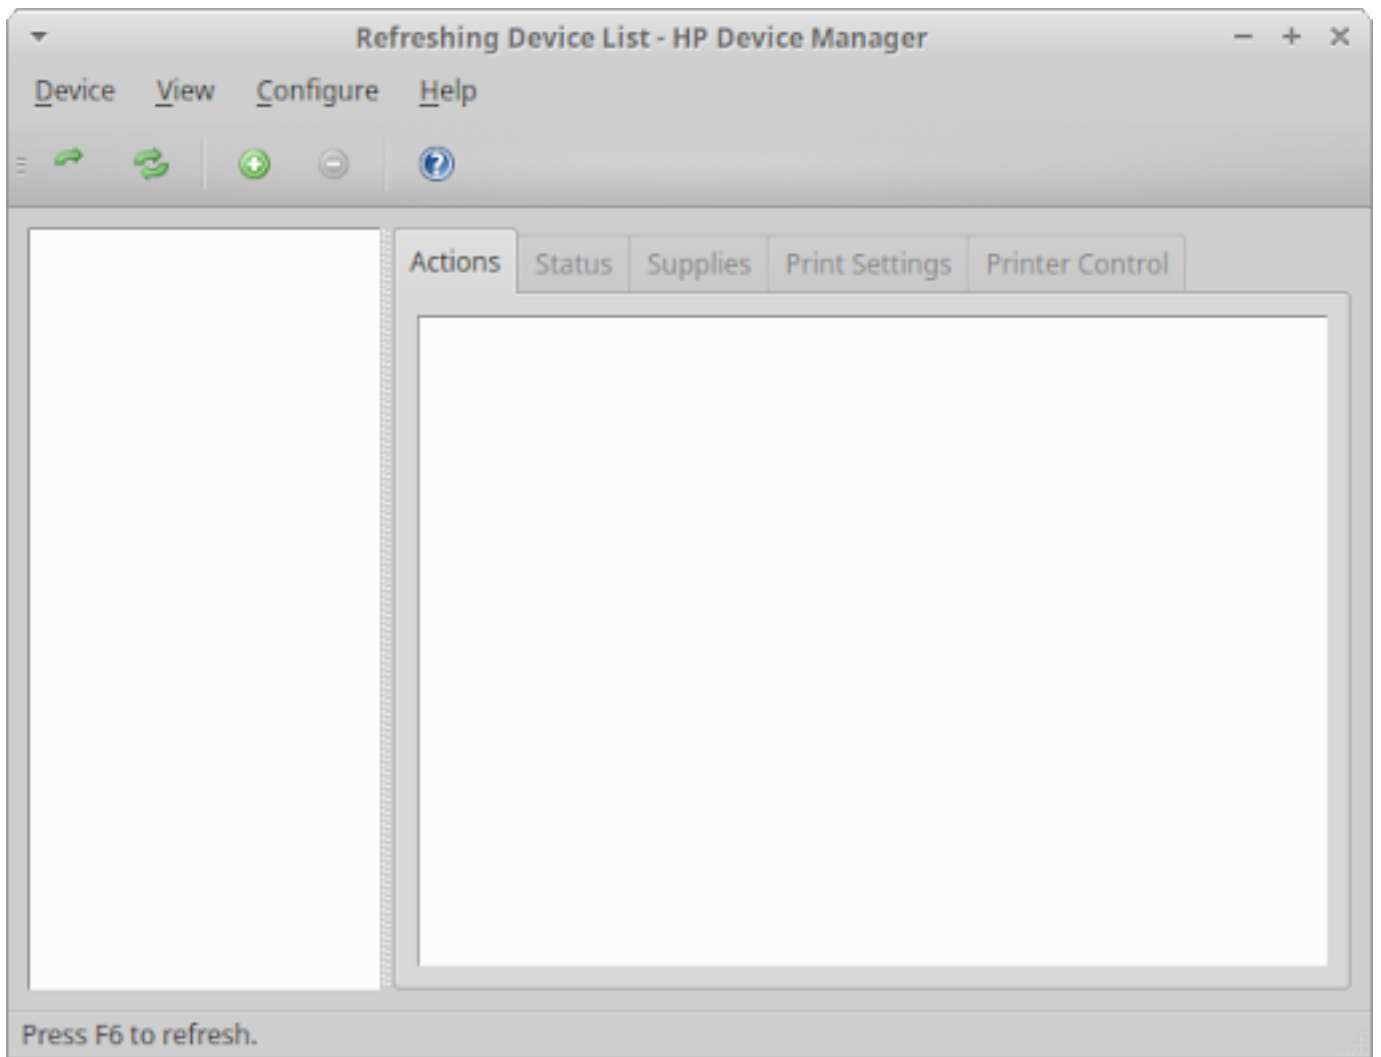 Refreshing Device List - HP Device Manager
Device View Configure Help
Actions Status Supplies Print Settings Printer Control
Press F6 to refresh.